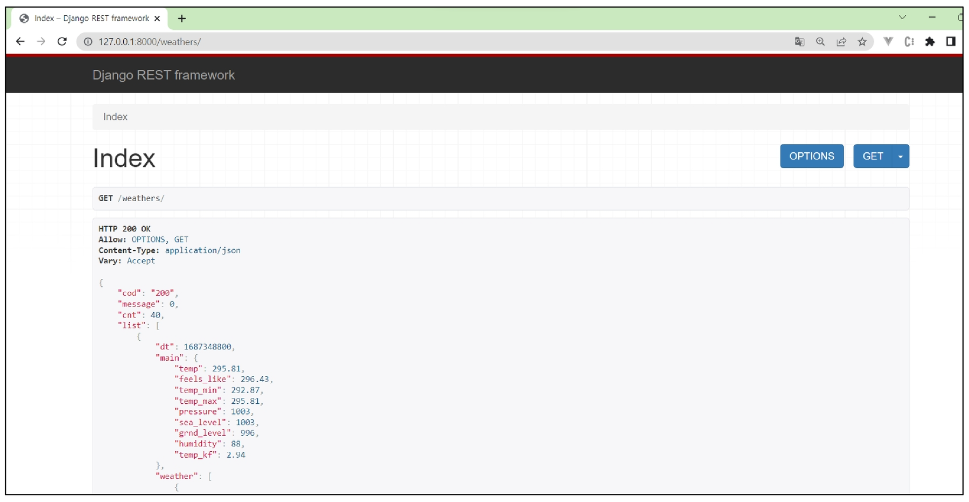 Index – Django REST framework
127.0.0.1:8000/weathers/
Django REST framework
Index
Index
OPTIONS
GET
GET /weathers/
HTTP 200 OK
Allow: OPTIONS, GET
Content-Type: application/json
Vary: Accept
{
"cod": "200",
"message": 0,
"cnt": 40,
"list": [
{
"dt": 1687348800,
"main": {
"temp": 295.81,
"feels_like": 296.43,
"temp_min": 292.87,
"temp_max": 295.81,
"pressure": 1003,
"sea_level": 1003,
"grnd_level": 996,
"humidity": 88,
"temp_kf": 2.94
},
"weather": [
{